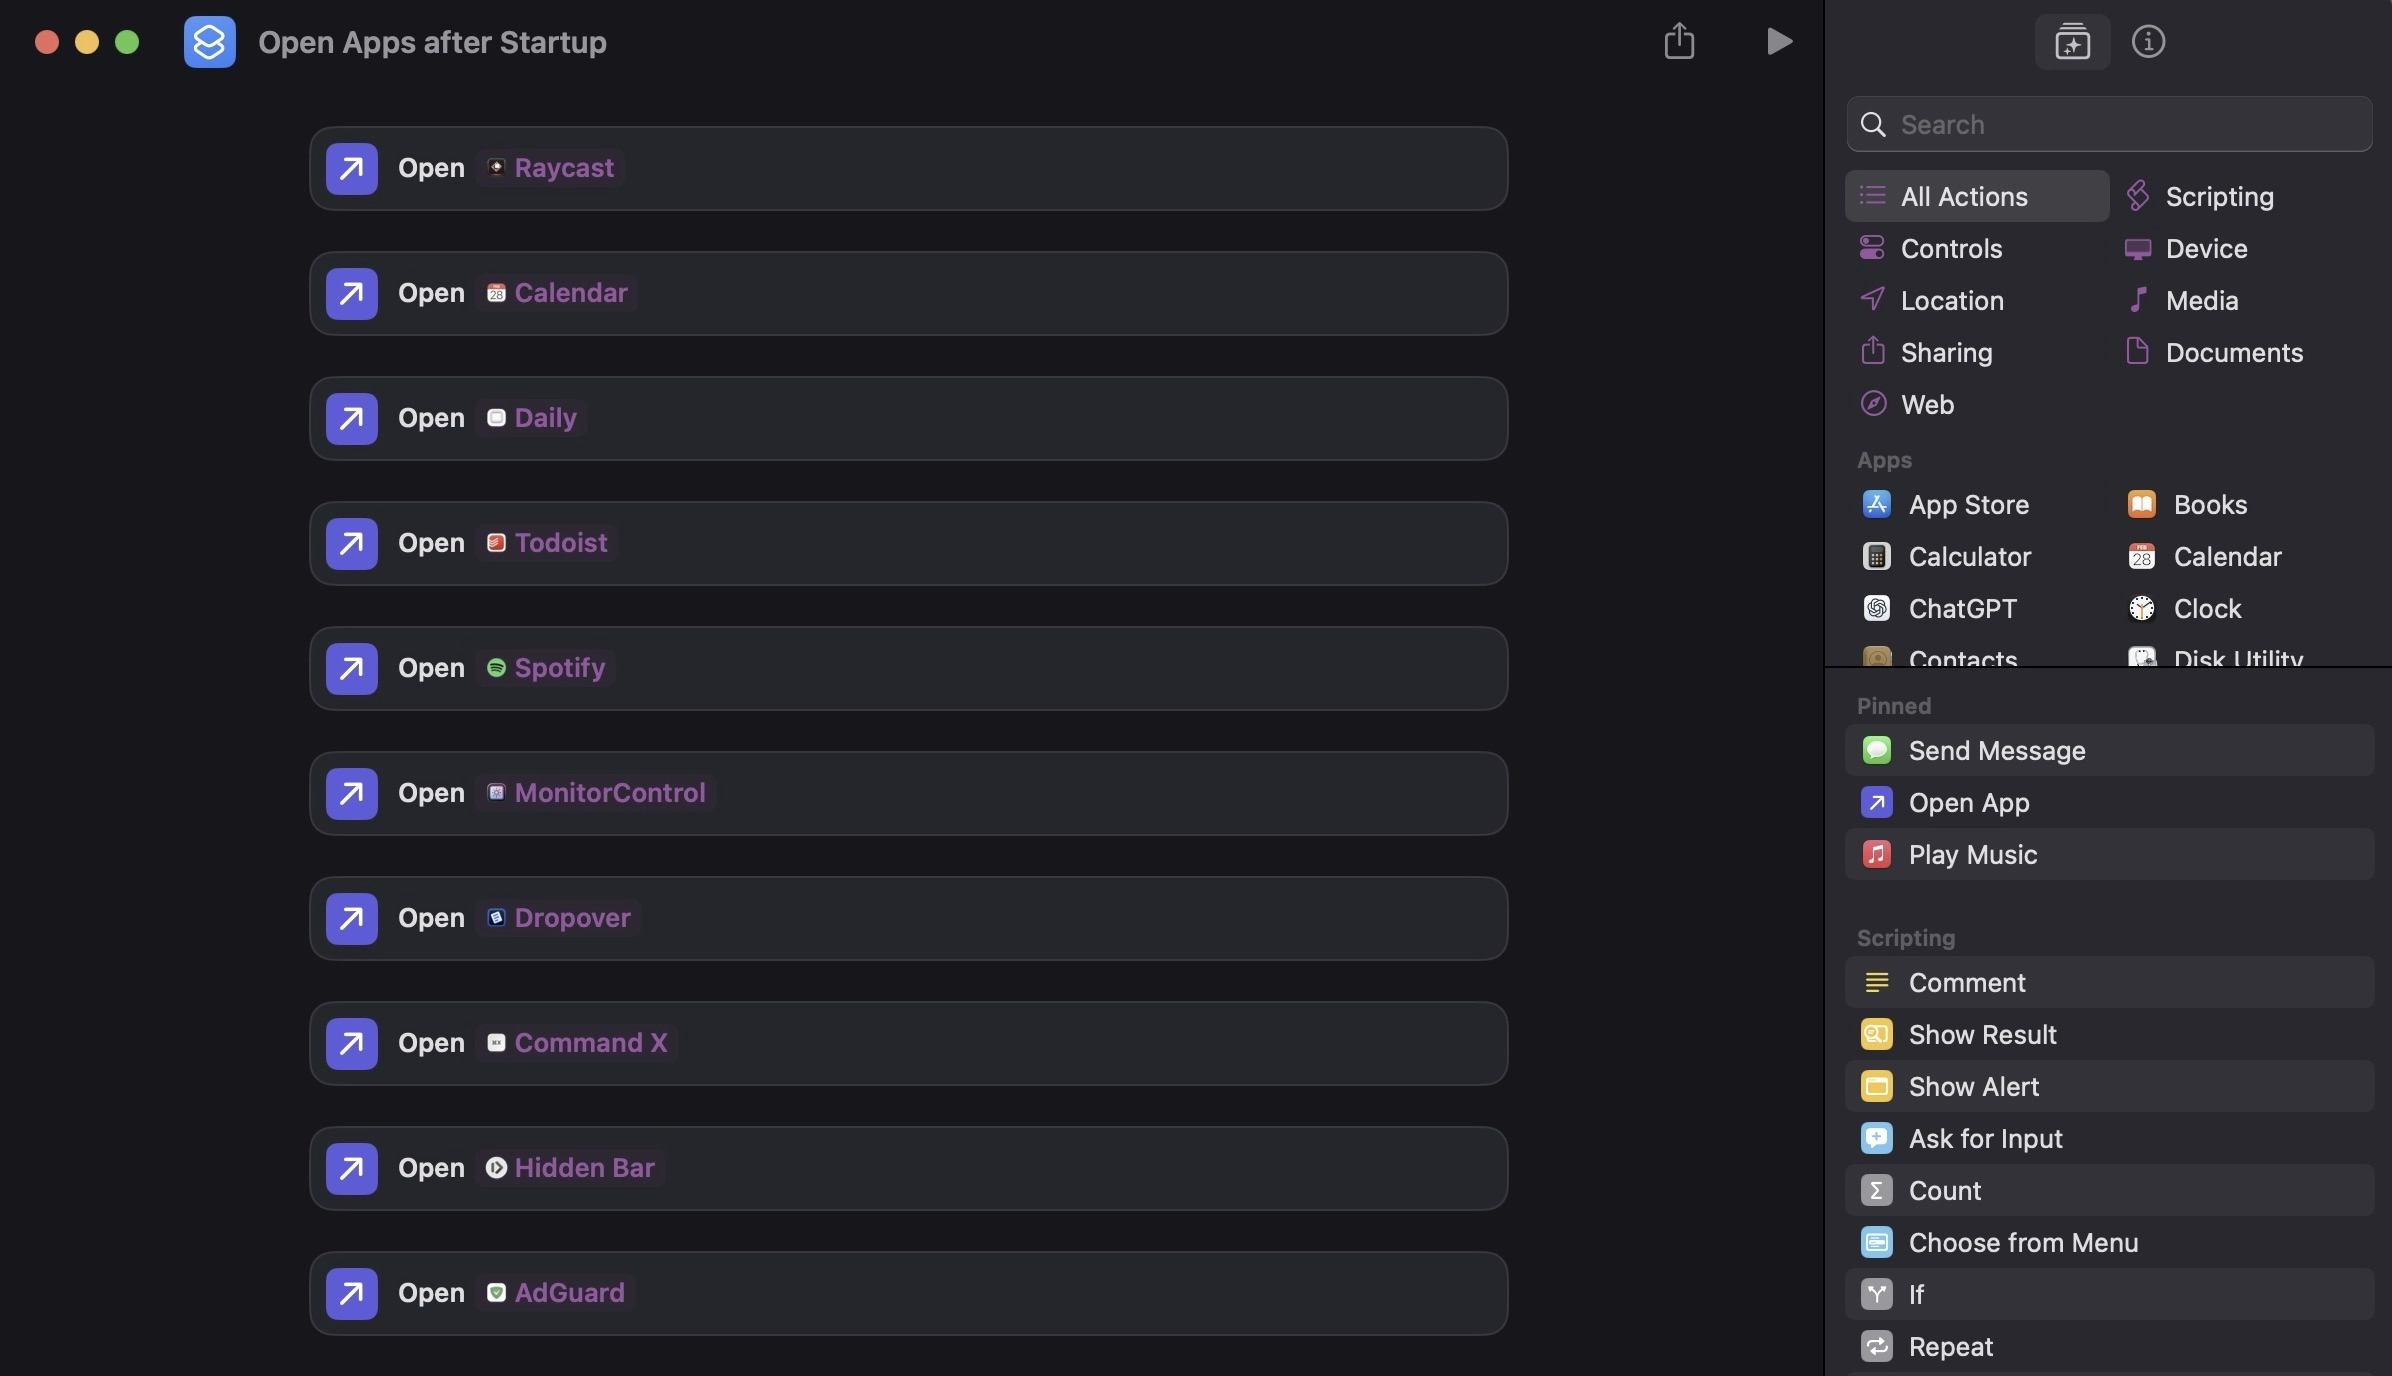 Open Apps after Startup
Open Raycast
Open Calendar
Open Daily
Open Todoist
Open Spotify
Open MonitorControl
Open Dropover
Open Command X
Open Hidden Bar
Open AdGuard
Search
All Actions Scripting
Controls Device
Location Media
Sharing Documents
Web
Apps
App Store Books
Calculator Calendar
ChatGPT Clock
Contacts Disk Utility
Pinned
Send Message
Open App
Play Music
Scripting
Comment
Show Result
Show Alert
Ask for Input
Count
Choose from Menu
If
Repeat